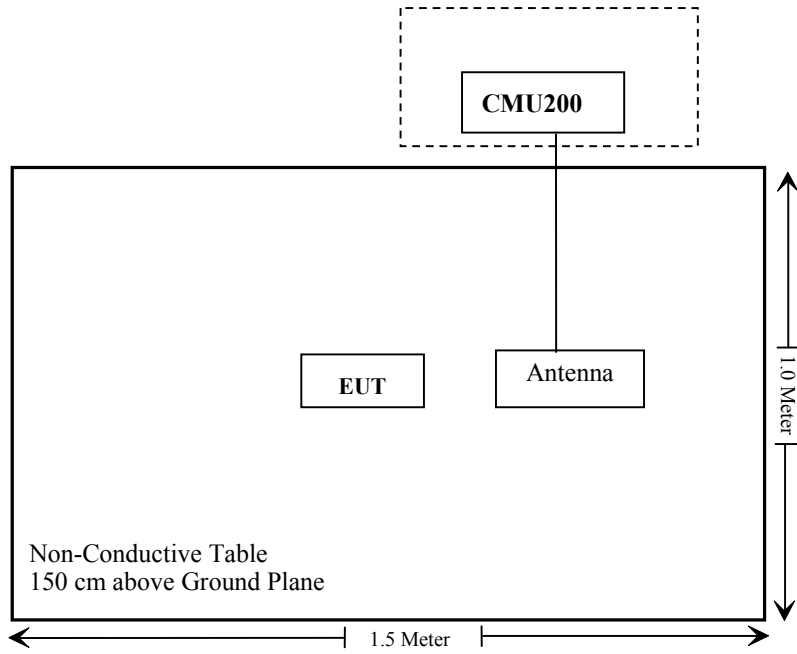 CMU200
EUT
Antenna
1.0 Meter
Non-Conductive Table
150 cm above Ground Plane
1.5 Meter